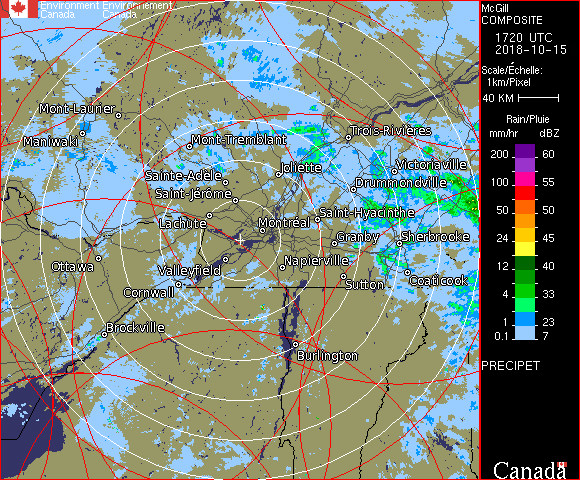 Environment Environnement
Canada Canada
Mont-Laurier
Maniwaki
Mont-Tremblant
Trois-Rivières
Sainte-Adèle
Joliette
Victoriaville
Saint-Jérôme
Drummondville
Lachute
Montréal
Saint-Hyacinthe
Granby
Sherbrooke
Ottawa
Valleyfield
Napierville
Cornwall
Sutton
Coaticook
Brockville
Burlington
McGill
COMPOSITE
1720 UTC
2018-10-15
Scale/Échelle:
1km/Pixel
40 KM
Rain/Pluie
mm/hr dBZ
200 60
100 55
50 50
24 45
12 40
4 33
1 23
0.1 7
PRECIPET
Canada